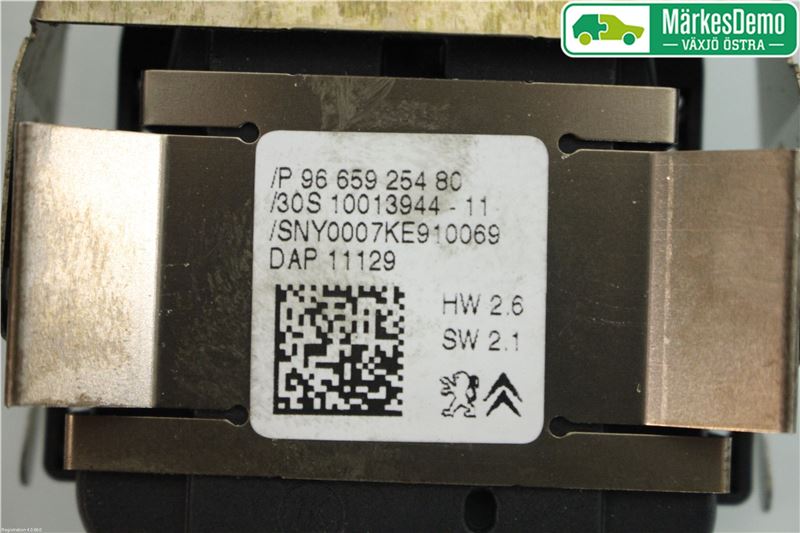 MärkesDemo
VÄXJÖ ÖSTRA
/P 96 659 254 80
/30S 10013944 - 11
/SNY0007KE910069
DAP 11129
HW 2.6
SW 2.1